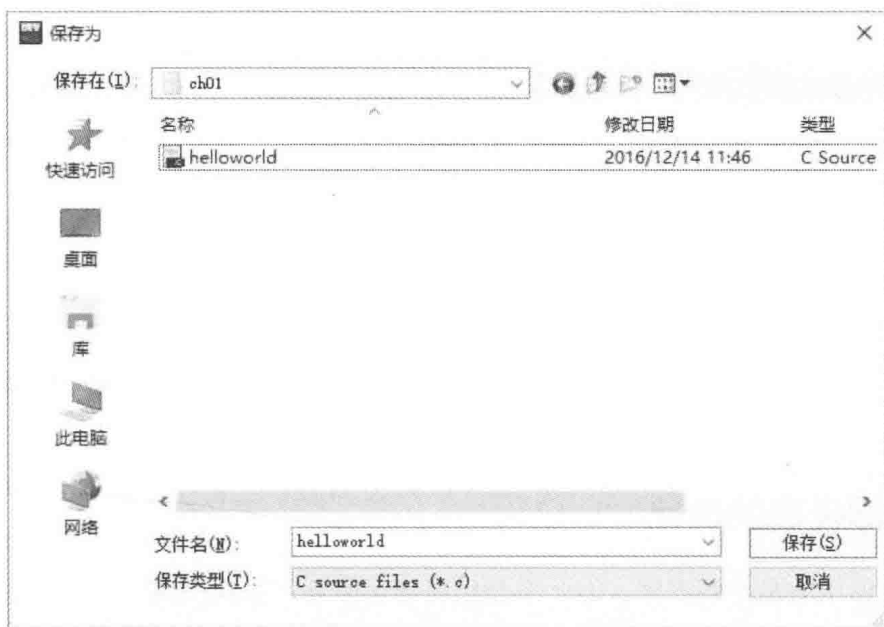 DEV 保存为
保存在(I): ch01
名称 修改日期 类型
helloworld 2016/12/14 11:46 C Source
快速访问
桌面
库
此电脑
网络
文件名(N): helloworld 保存(S)
保存类型(T): C source files (*.c) 取消